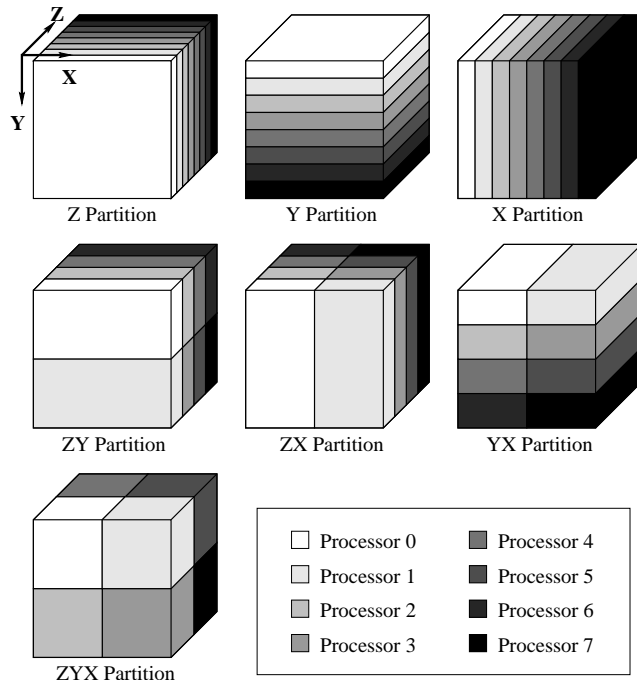 Z
X
Y
Z Partition
Y Partition
X Partition
ZY Partition
ZX Partition
YX Partition
ZYX Partition
Processor 0
Processor 1
Processor 2
Processor 3
Processor 4
Processor 5
Processor 6
Processor 7